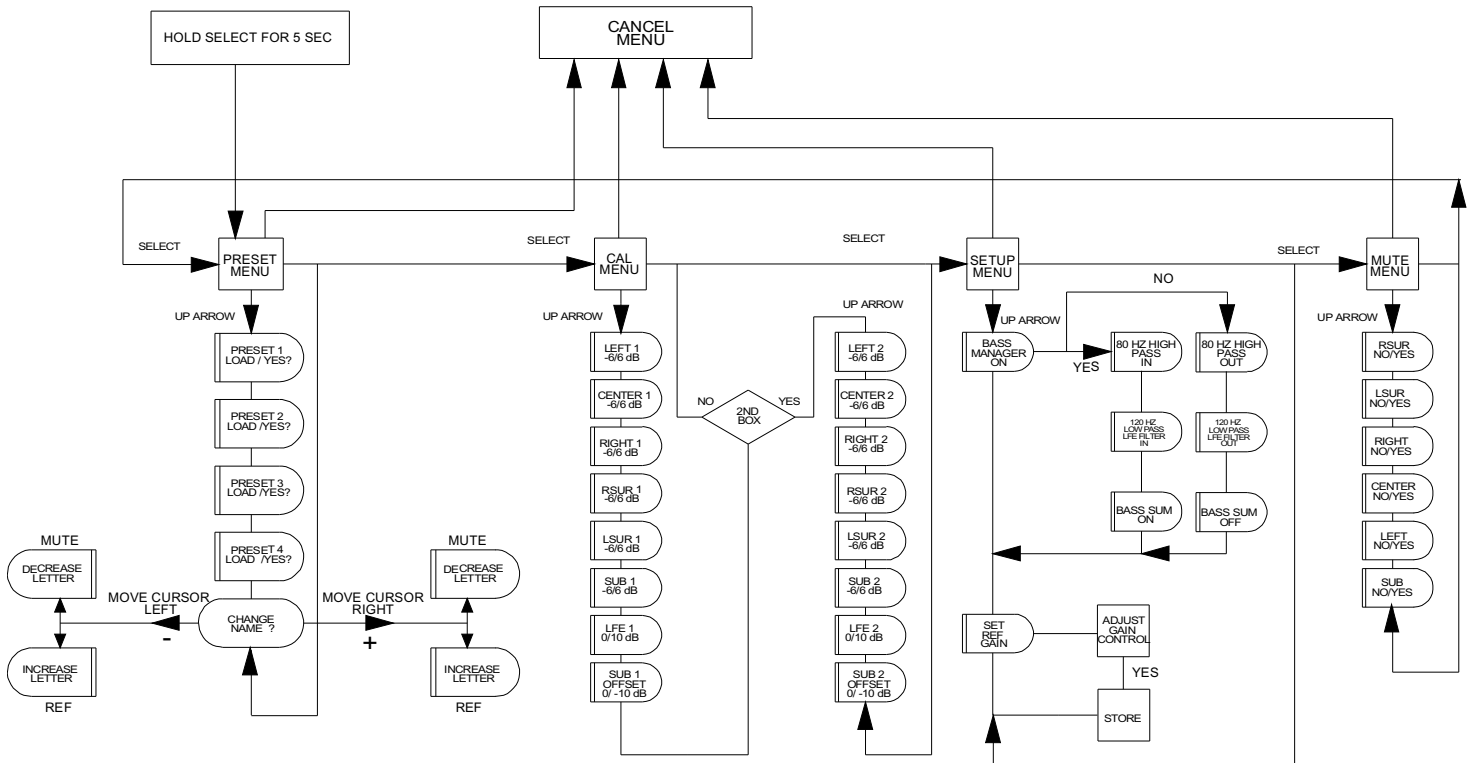 HOLD SELECT FOR 5 SEC
CANCEL
MENU
SELECT
PRESET
MENU
UP ARROW
PRESET 1
LOAD / YES?
PRESET 2
LOAD /YES?
PRESET 3
LOAD /YES?
PRESET 4
LOAD /YES?
CHANGE
NAME ?
MOVE CURSOR
LEFT
-
MUTE
DECREASE
LETTER
INCREASE
LETTER
REF
MOVE CURSOR
RIGHT
+
MUTE
DECREASE
LETTER
INCREASE
LETTER
REF
SELECT
CAL
MENU
UP ARROW
LEFT 1
-6/6 dB
CENTER 1
-6/6 dB
RIGHT 1
-6/6 dB
RSUR 1
-6/6 dB
LSUR 1
-6/6 dB
SUB 1
-6/6 dB
LFE 1
0/10 dB
SUB 1
OFFSET
0/ -10 dB
NO
2ND
BOX
YES
UP ARROW
LEFT 2
-6/6 dB
CENTER 2
-6/6 dB
RIGHT 2
-6/6 dB
RSUR 2
-6/6 dB
LSUR 2
-6/6 dB
SUB 2
-6/6 dB
LFE 2
0/10 dB
SUB 2
OFFSET
0/ -10 dB
SELECT
SETUP
MENU
UP ARROW
BASS
MANAGER
ON
NO
YES
80 HZ HIGH
PASS
IN
120 HZ
LOW PASS
LFE FILTER
IN
BASS SUM
ON
80 HZ HIGH
PASS
OUT
120 HZ
LOW PASS
LFE FILTER
OUT
BASS SUM
OFF
SET
REF
GAIN
ADJUST
GAIN
CONTROL
YES
STORE
SELECT
MUTE
MENU
UP ARROW
RSUR
NO/YES
LSUR
NO/YES
RIGHT
NO/YES
CENTER
NO/YES
LEFT
NO/YES
SUB
NO/YES